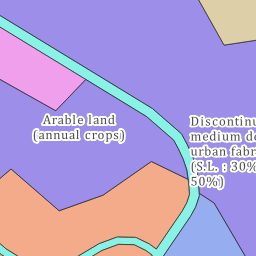 Arable land
(annual crops)
Discontinu
medium de
urban fabr
(S.L. : 30%
50%)